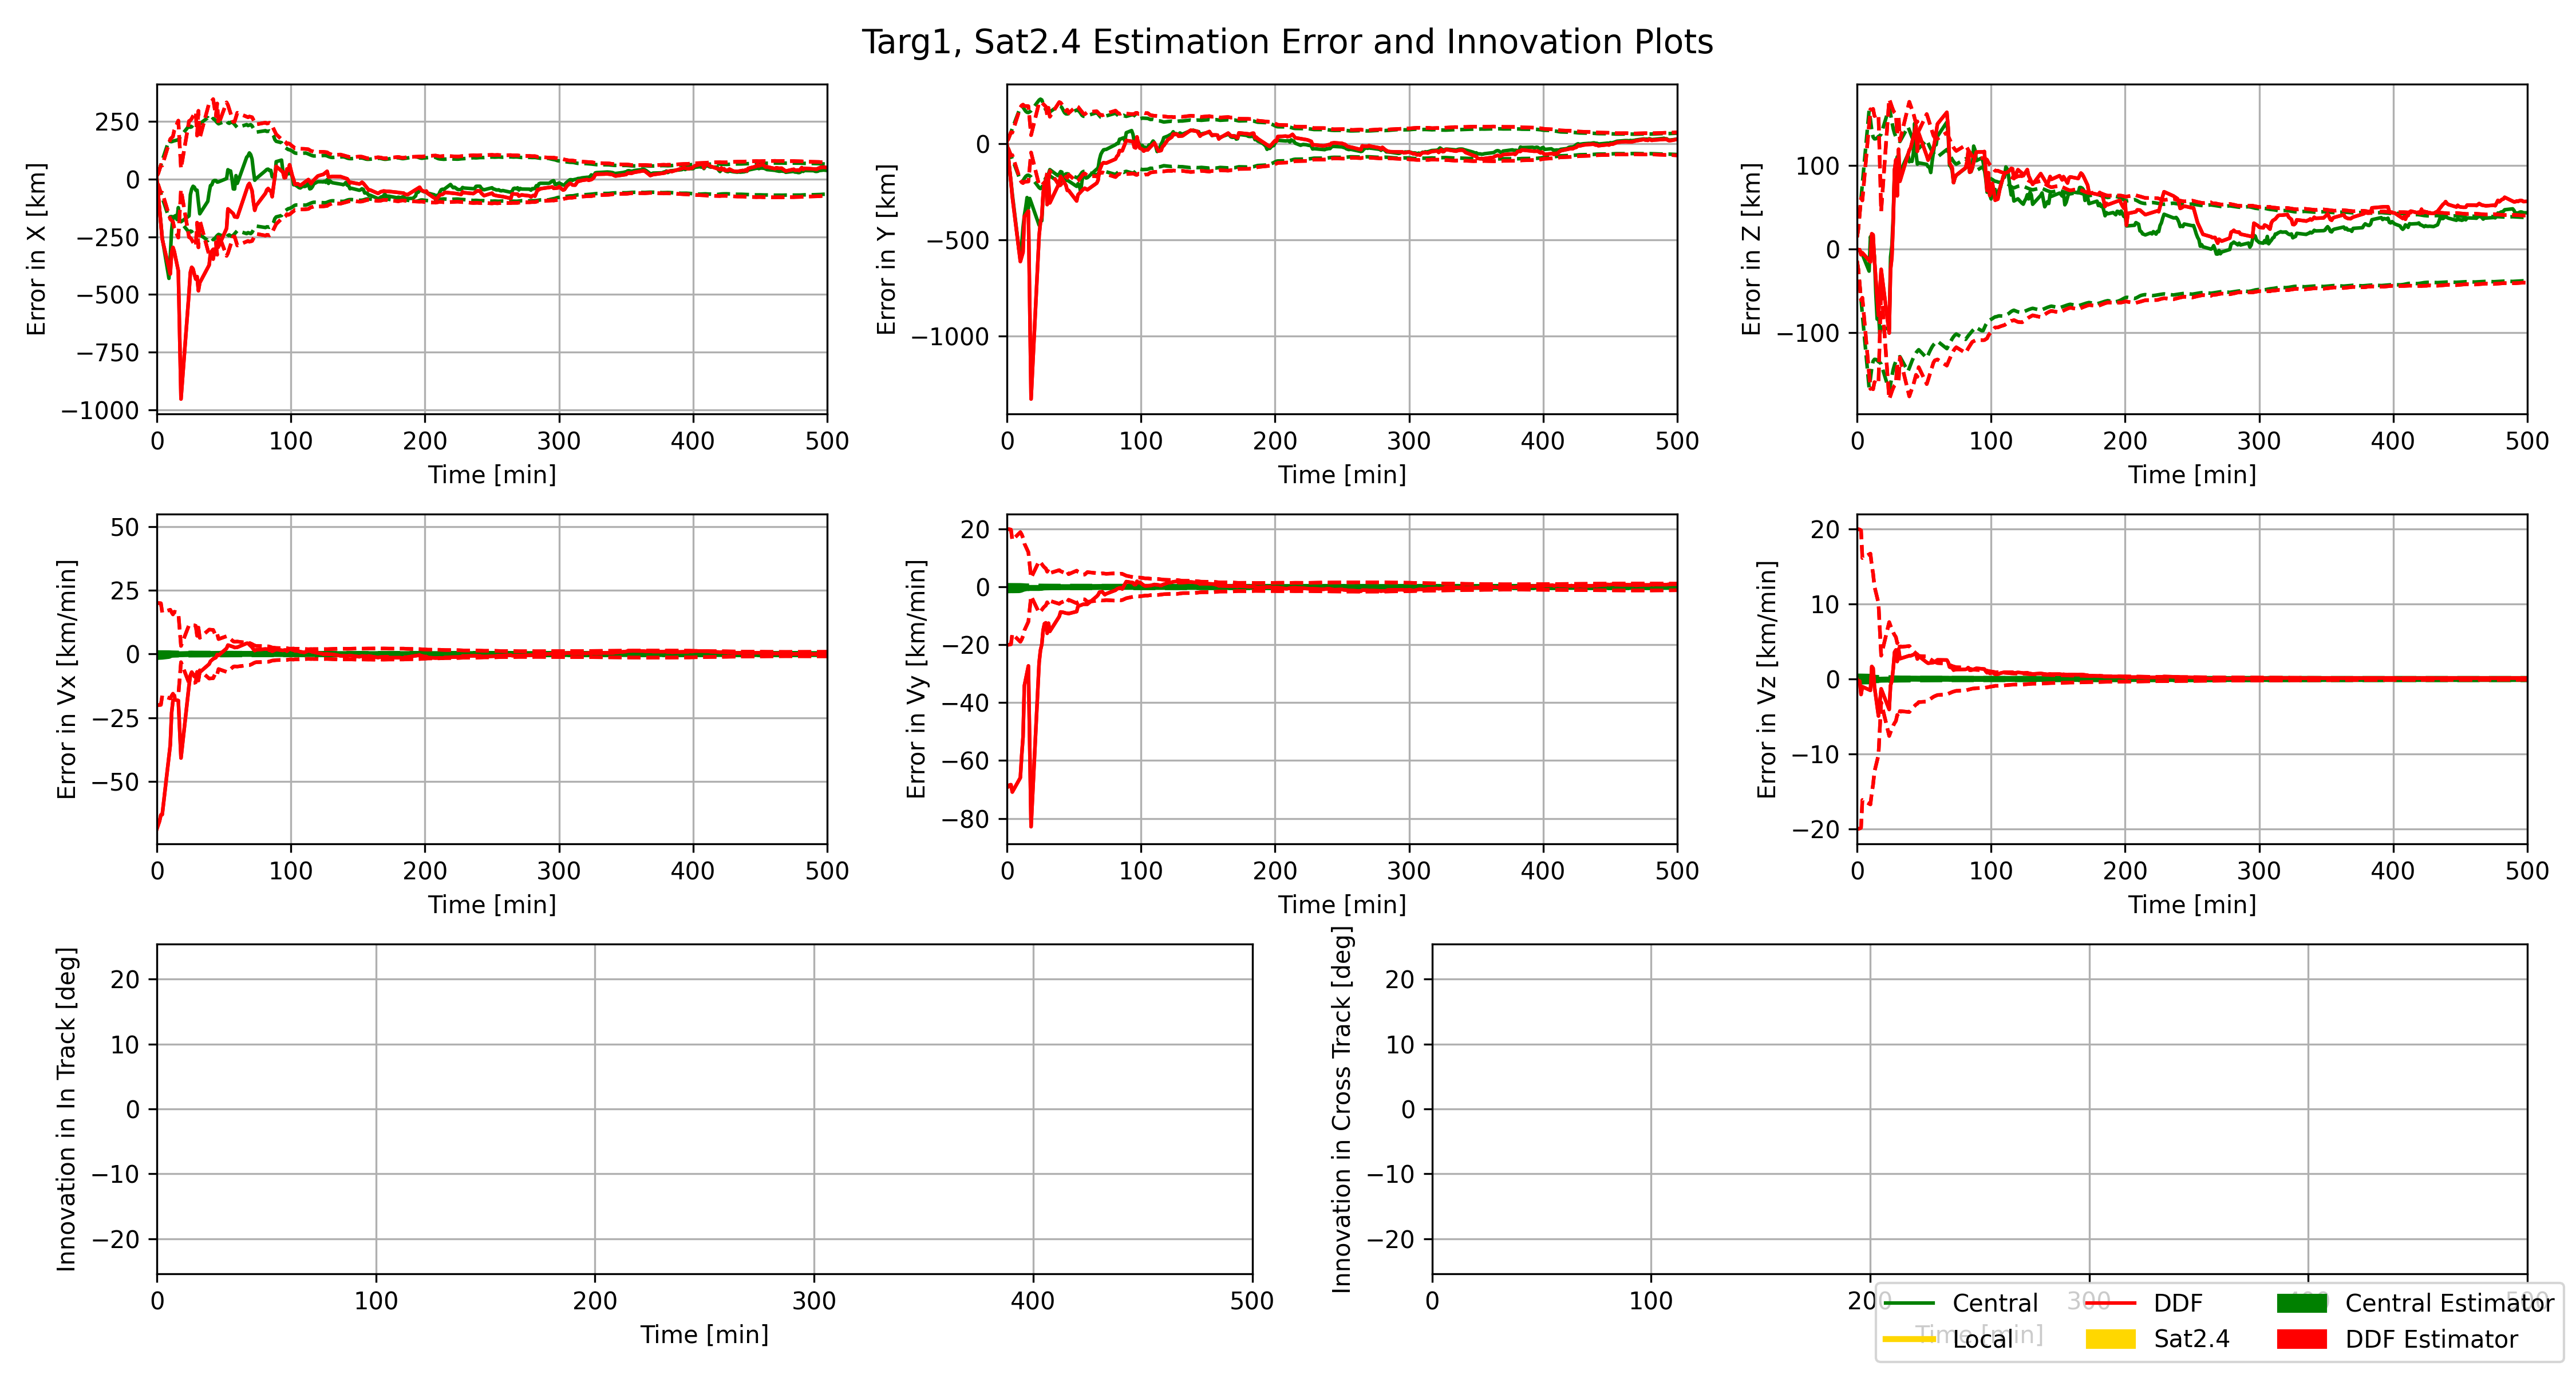 Targ1, Sat2.4 Estimation Error and Innovation Plots
Error in X [km]
250
0
−250
−500
−750
−1000
0 100 200 300 400 500
Time [min]
Error in Y [km]
0
−500
−1000
0 100 200 300 400 500
Time [min]
Error in Z [km]
100
0
−100
0 100 200 300 400 500
Time [min]
Error in Vx [km/min]
50
25
0
−25
−50
0 100 200 300 400 500
Time [min]
Error in Vy [km/min]
20
0
−20
−40
−60
−80
0 100 200 300 400 500
Time [min]
Error in Vz [km/min]
20
10
0
−10
−20
0 100 200 300 400 500
Time [min]
Innovation in In Track [deg]
20
10
0
−10
−20
0 100 200 300 400 500
Time [min]
Innovation in Cross Track [deg]
20
10
0
−10
−20
0 100 200 300 400 500
Time [min]
Central DDF Central Estimator
Local Sat2.4 DDF Estimator